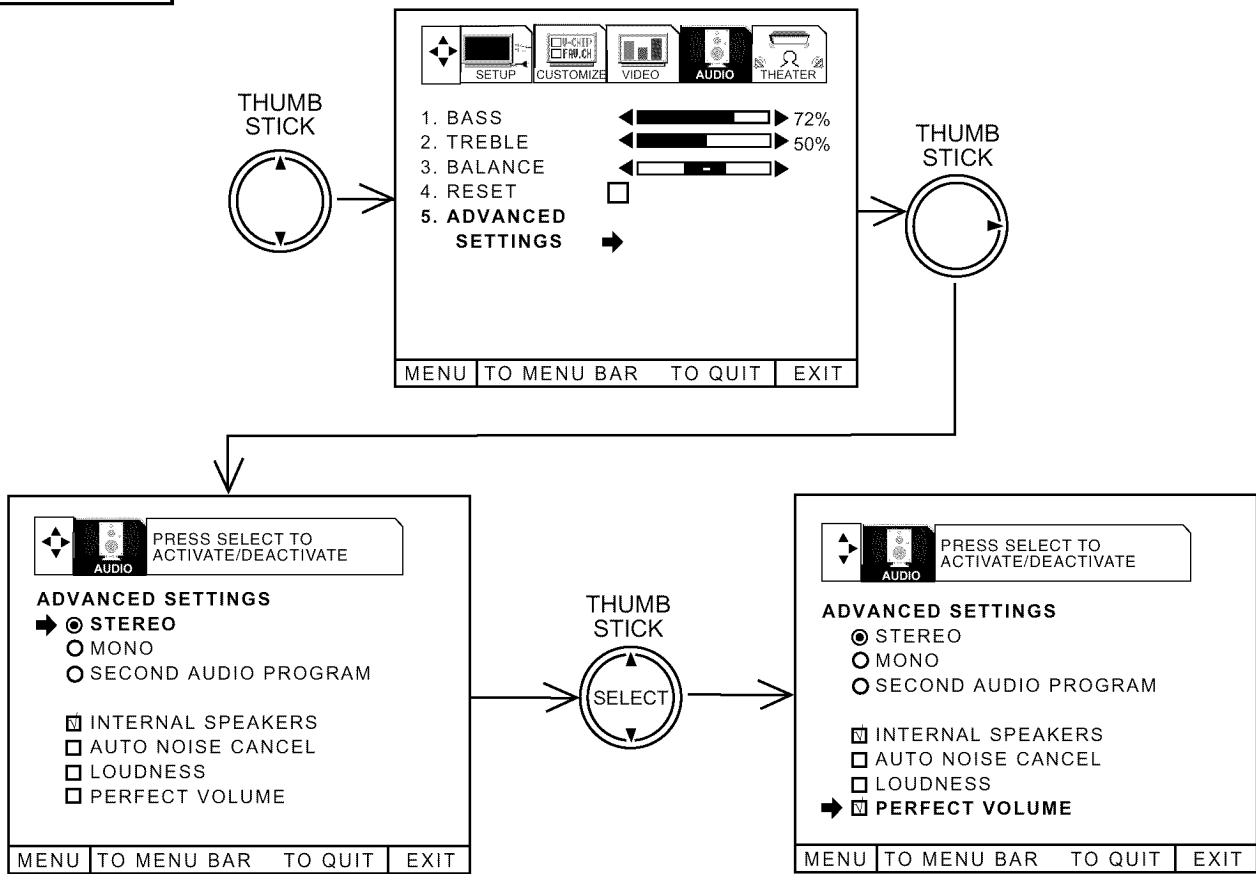 V-CHIP
FAV.CH
SETUP CUSTOMIZE VIDEO AUDIO THEATER
THUMB
STICK
1. BASS 72%
2. TREBLE 50%
3. BALANCE -
4. RESET
5. ADVANCED
SETTINGS
MENU TO MENU BAR TO QUIT EXIT
THUMB
STICK
PRESS SELECT TO
ACTIVATE/DEACTIVATE
AUDIO
ADVANCED SETTINGS
STEREO
MONO
SECOND AUDIO PROGRAM
INTERNAL SPEAKERS
AUTO NOISE CANCEL
LOUDNESS
PERFECT VOLUME
MENU TO MENU BAR TO QUIT EXIT
THUMB
STICK
SELECT
PRESS SELECT TO
ACTIVATE/DEACTIVATE
AUDIO
ADVANCED SETTINGS
STEREO
MONO
SECOND AUDIO PROGRAM
INTERNAL SPEAKERS
AUTO NOISE CANCEL
LOUDNESS
PERFECT VOLUME
MENU TO MENU BAR TO QUIT EXIT